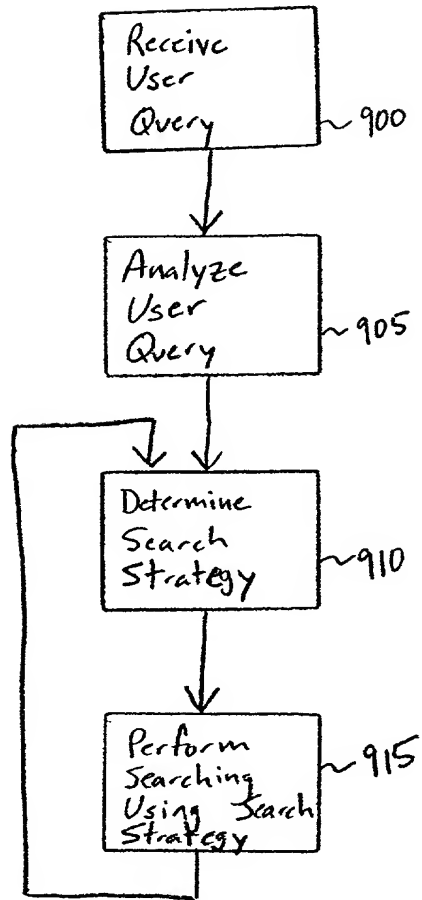 Receive
User
Query
~ 900
Analyze
User
Query
~ 905
Determine
Search
Strategy
~ 910
Perform
Searching
Using Search
Strategy
~ 915